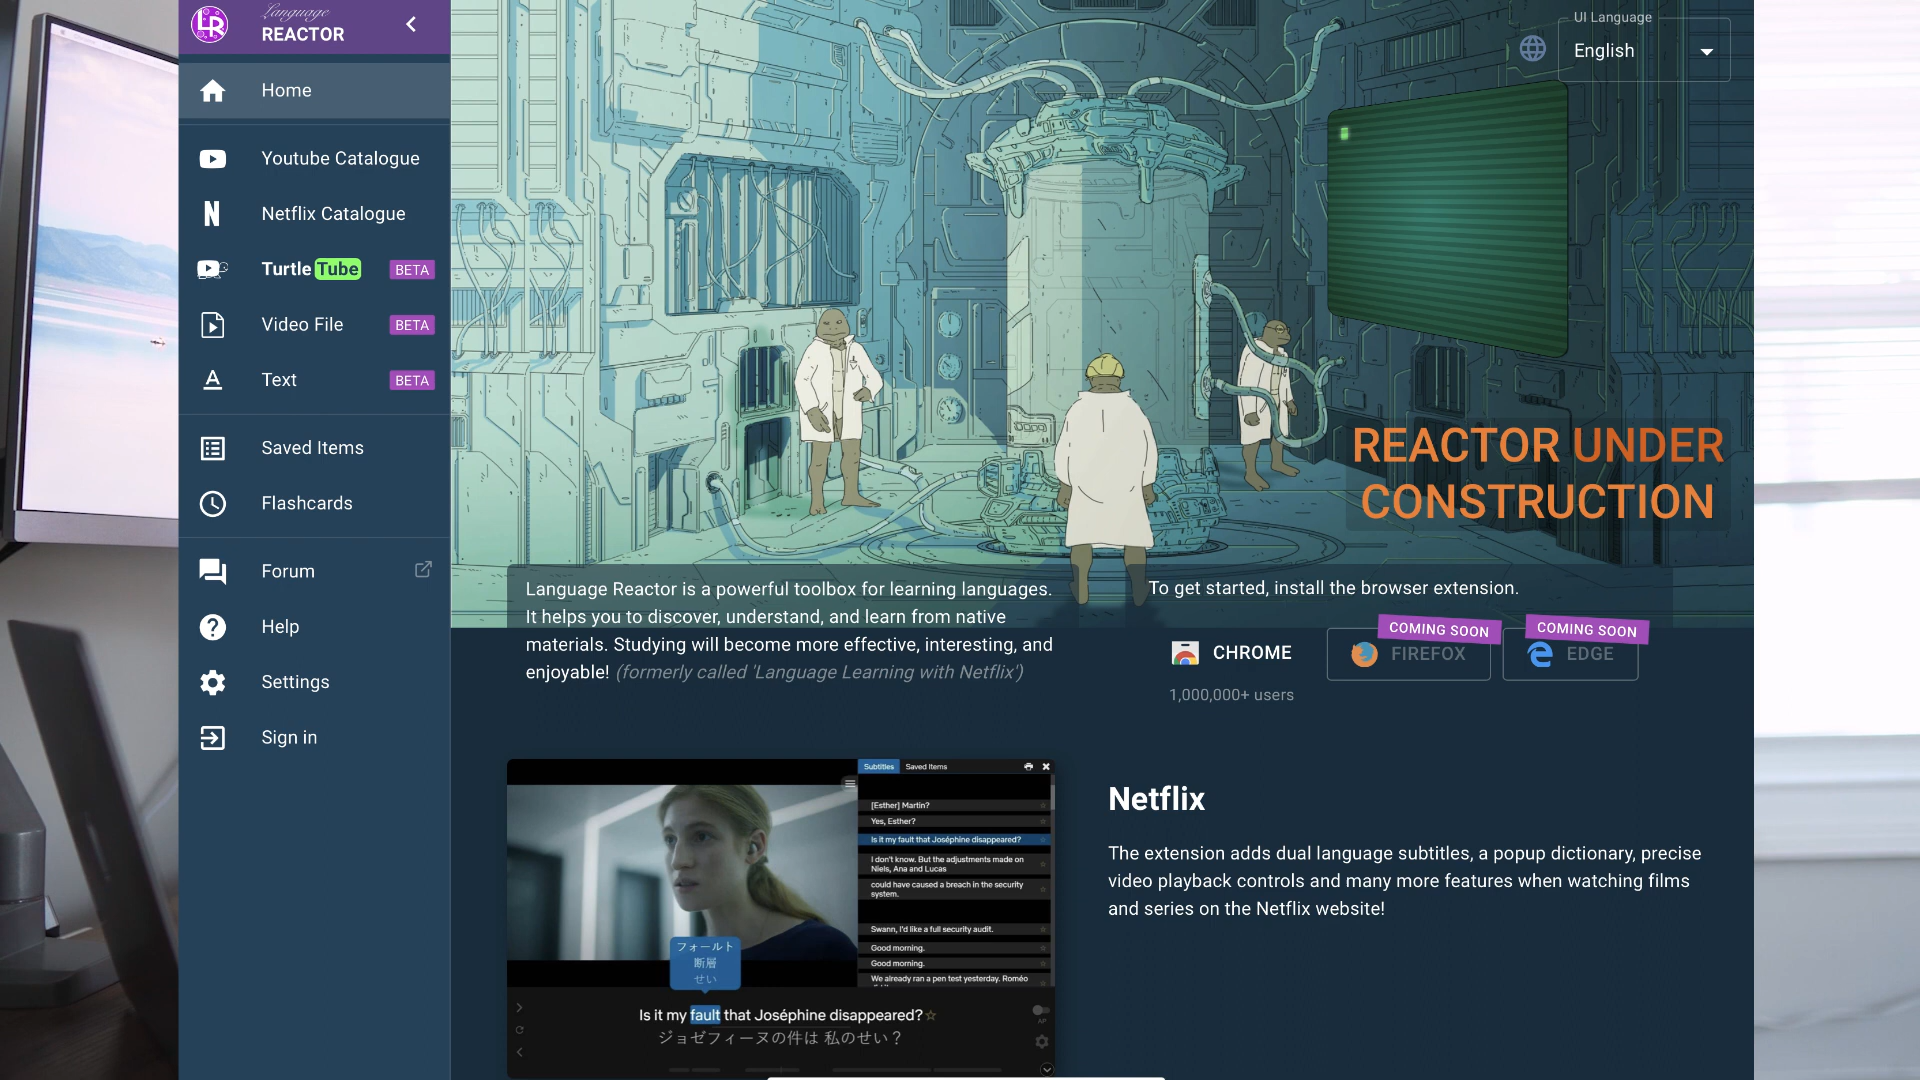 Language
REACTOR
Home
Youtube Catalogue
Netflix Catalogue
Turtle Tube BETA
Video File BETA
Text BETA
Saved Items
Flashcards
Forum
Help
Settings
Sign in
UI Language
English
REACTOR UNDER
CONSTRUCTION
Language Reactor is a powerful toolbox for learning languages.
It helps you to discover, understand, and learn from native
materials. Studying will become more effective, interesting, and
enjoyable! (formerly called 'Language Learning with Netflix')
To get started, install the browser extension.
CHROME
1,000,000+ users
COMING SOON
FIREFOX
COMING SOON
EDGE
Subtitles Saved Items
[Esther] Martin?
Yes, Esther?
Is it my fault that Joséphine disappeared?
I don't know. But the adjustments made on
Niels, Ana and Lucas
could have caused a breach in the security
system.
Swann, I'd like a full security audit.
Good morning.
Good morning.
We already ran a pen test yesterday. Roméo
フォールト
断層
せい
Is it my fault that Joséphine disappeared?
ジョゼフィーヌの件は 私のせい？
AP
Netflix
The extension adds dual language subtitles, a popup dictionary, precise
video playback controls and many more features when watching films
and series on the Netflix website!